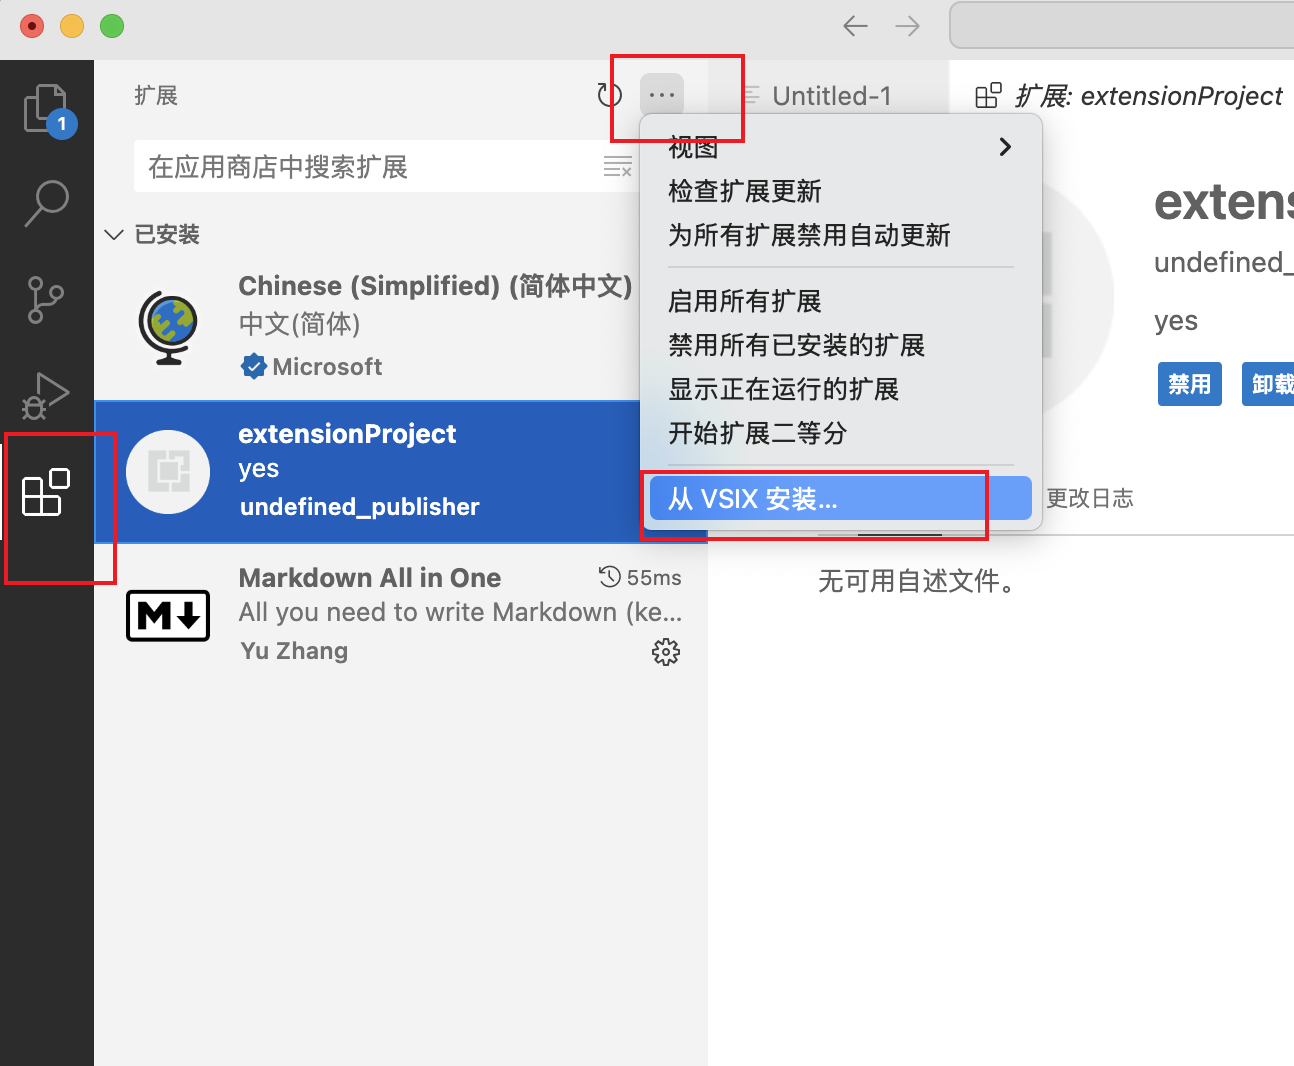 扩展
Untitled-1
扩展: extensionProject
1
在应用商店中搜索扩展
视图
检查扩展更新
为所有扩展禁用自动更新
启用所有扩展
禁用所有已安装的扩展
显示正在运行的扩展
开始扩展二等分
从 VSIX 安装...
已安装
Chinese (Simplified) (简体中文)
中文(简体)
Microsoft
extensionProject
yes
undefined_publisher
Markdown All in One
55ms
All you need to write Markdown (ke...
Yu Zhang
M
extens
undefined_
yes
禁用
卸载
更改日志
无可用自述文件。